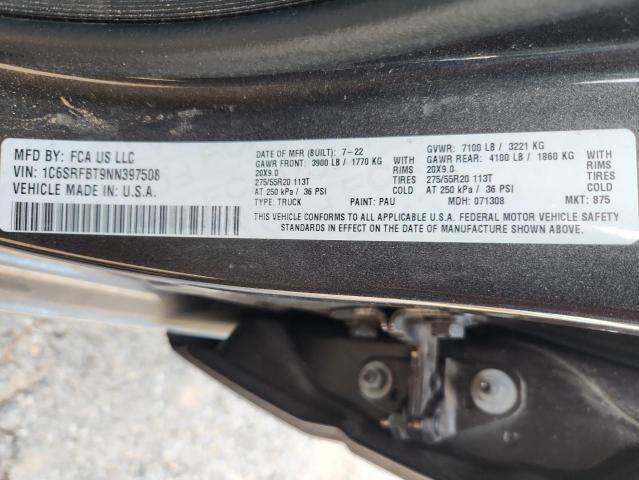 MFD BY: FCA US LLC
VIN: 1C6SRFBT9NN397508
VEHICLE MADE IN U.S.A.
DATE OF MFR (BUILT): 7-22 GVWR: 7100 LB / 3221 KG
GAWR FRONT: 3900 LB / 1770 KG WITH GAWR REAR: 4100 LB / 1860 KG WITH
20X9.0 RIMS 20X9.0 RIMS
275/55R20 113T TIRES 275/55R20 113T TIRES
AT 250 kPa / 36 PSI COLD AT 250 kPa / 36 PSI COLD
TYPE: TRUCK PAINT: PAU MDH: 071308 MKT: 875
THIS VEHICLE CONFORMS TO ALL APPLICABLE U.S.A. FEDERAL MOTOR VEHICLE SAFETY
STANDARDS IN EFFECT ON THE DATE OF MANUFACTURE SHOWN ABOVE.